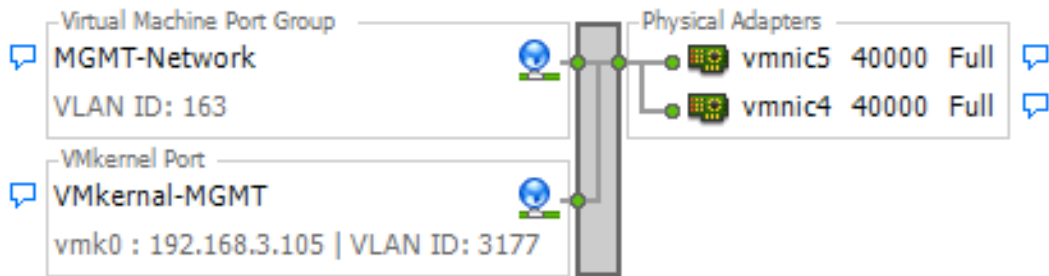 Virtual Machine Port Group
MGMT-Network
VLAN ID: 163
VMkernel Port
VMkernal-MGMT
vmk0 : 192.168.3.105 | VLAN ID: 3177
Physical Adapters
vmnic5 40000 Full
vmnic4 40000 Full